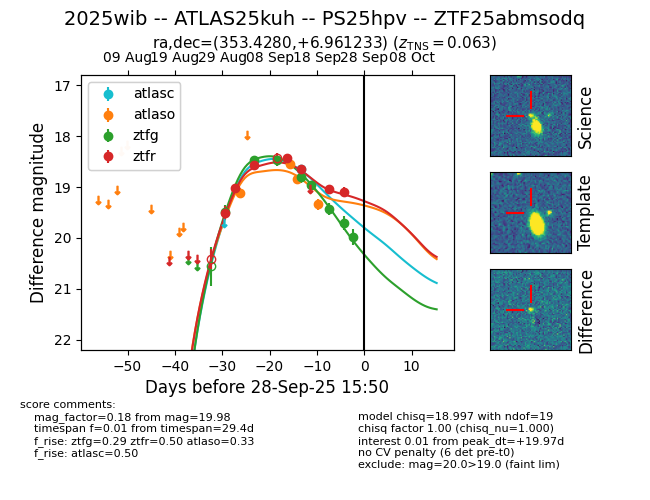 2025wib -- ATLAS25kuh -- PS25hpv -- ZTF25abmsodq
ra,dec=(353.4280,+6.961233) (z_TNS = 0.063)
09 Aug 19 Aug 29 Aug 08 Sep 18 Sep 28 Sep 08 Oct
17
18
19
20
21
22
Difference magnitude
atlasc
atlaso
ztfg
ztfr
−50 −40 −30 −20 −10 0 10
Days before 28-Sep-25 15:50
Science
Template
Difference
score comments:
mag_factor=0.18 from mag=19.98
timespan f=0.01 from timespan=29.4d
f_rise: ztfg=0.29 ztfr=0.50 atlaso=0.33
f_rise: atlasc=0.50
model chisq=18.997 with ndof=19
chisq factor 1.00 (chisq_nu=1.000)
interest 0.01 from peak_dt=+19.97d
no CV penalty (6 det pre-t0)
exclude: mag=20.0>19.0 (faint lim)